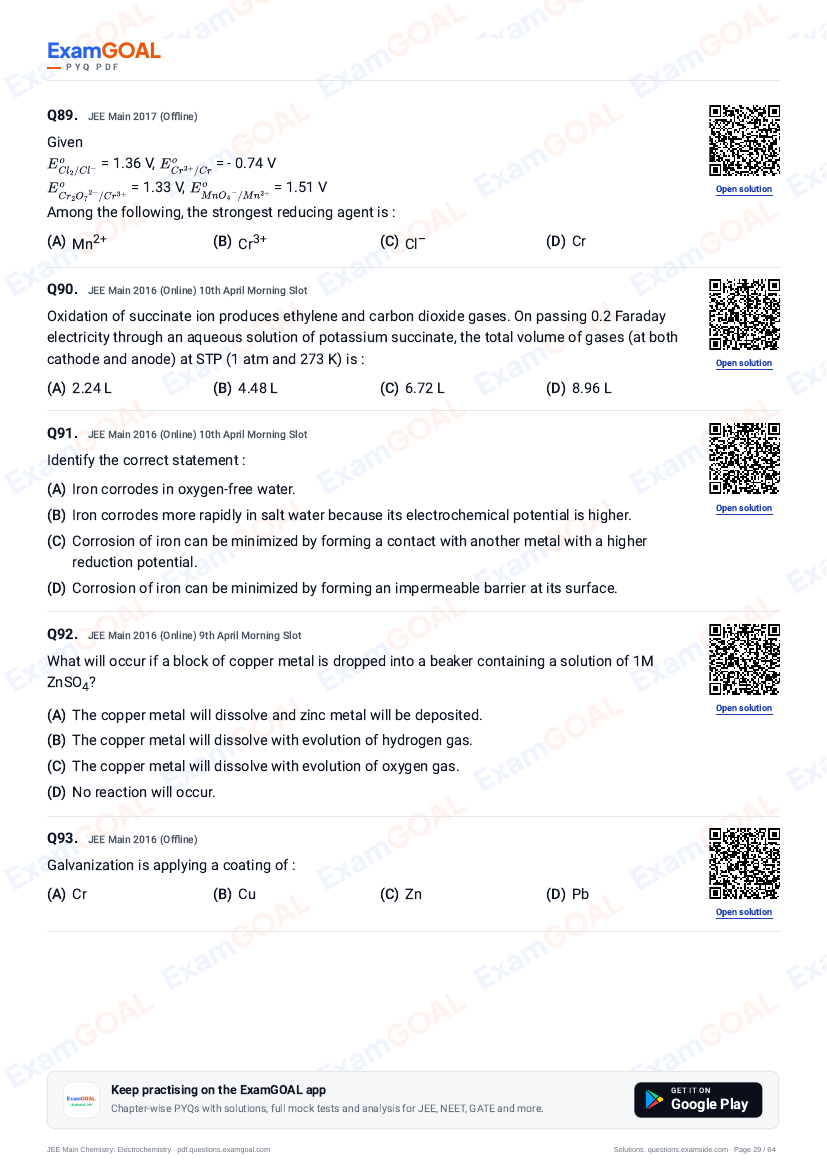 ExamGOAL
PYQ PDF
Q89. JEE Main 2017 (Offline)
Given
E°Cl₂/Cl⁻ = 1.36 V, E°Cr³⁺/Cr = - 0.74 V
E°Cr₂O₇²⁻/Cr³⁺ = 1.33 V, E°MnO₄⁻/Mn²⁺ = 1.51 V
Among the following, the strongest reducing agent is :
(A) Mn²⁺ (B) Cr³⁺ (C) Cl⁻ (D) Cr
Open solution
Q90. JEE Main 2016 (Online) 10th April Morning Slot
Oxidation of succinate ion produces ethylene and carbon dioxide gases. On passing 0.2 Faraday
electricity through an aqueous solution of potassium succinate, the total volume of gases (at both
cathode and anode) at STP (1 atm and 273 K) is :
(A) 2.24 L (B) 4.48 L (C) 6.72 L (D) 8.96 L
Open solution
Q91. JEE Main 2016 (Online) 10th April Morning Slot
Identify the correct statement :
(A) Iron corrodes in oxygen-free water.
(B) Iron corrodes more rapidly in salt water because its electrochemical potential is higher.
(C) Corrosion of iron can be minimized by forming a contact with another metal with a higher
reduction potential.
(D) Corrosion of iron can be minimized by forming an impermeable barrier at its surface.
Open solution
Q92. JEE Main 2016 (Online) 9th April Morning Slot
What will occur if a block of copper metal is dropped into a beaker containing a solution of 1M
ZnSO₄?
(A) The copper metal will dissolve and zinc metal will be deposited.
(B) The copper metal will dissolve with evolution of hydrogen gas.
(C) The copper metal will dissolve with evolution of oxygen gas.
(D) No reaction will occur.
Open solution
Q93. JEE Main 2016 (Offline)
Galvanization is applying a coating of :
(A) Cr (B) Cu (C) Zn (D) Pb
Open solution
ExamGOAL
Keep practising on the ExamGOAL app
Chapter-wise PYQs with solutions, full mock tests and analysis for JEE, NEET, GATE and more.
GET IT ON
Google Play
JEE Main Chemistry: Electrochemistry · pdf.questions.examgoal.com
Solutions: questions.examside.com · Page 29 / 64